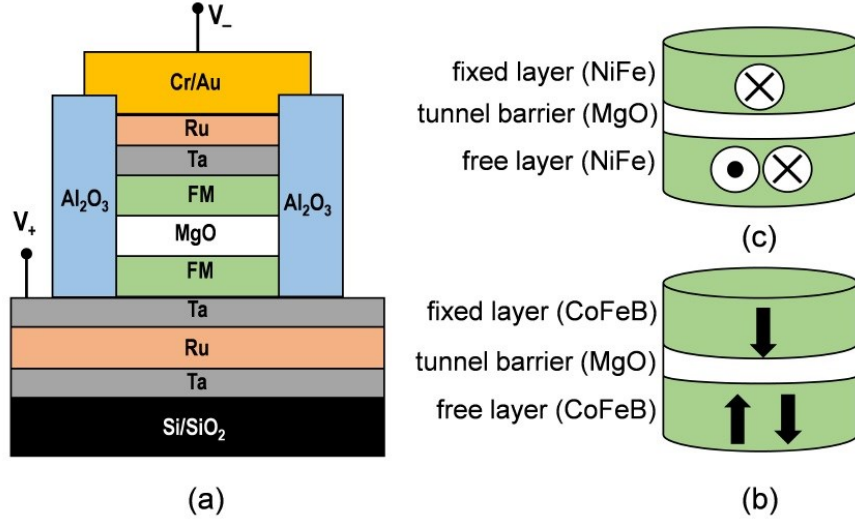 V₋
Cr/Au
Ru
Ta
FM
MgO
FM
Al₂O₃
Al₂O₃
V₊
Ta
Ru
Ta
Si/SiO₂
(a)
fixed layer (NiFe)
tunnel barrier (MgO)
free layer (NiFe)
(c)
fixed layer (CoFeB)
tunnel barrier (MgO)
free layer (CoFeB)
(b)